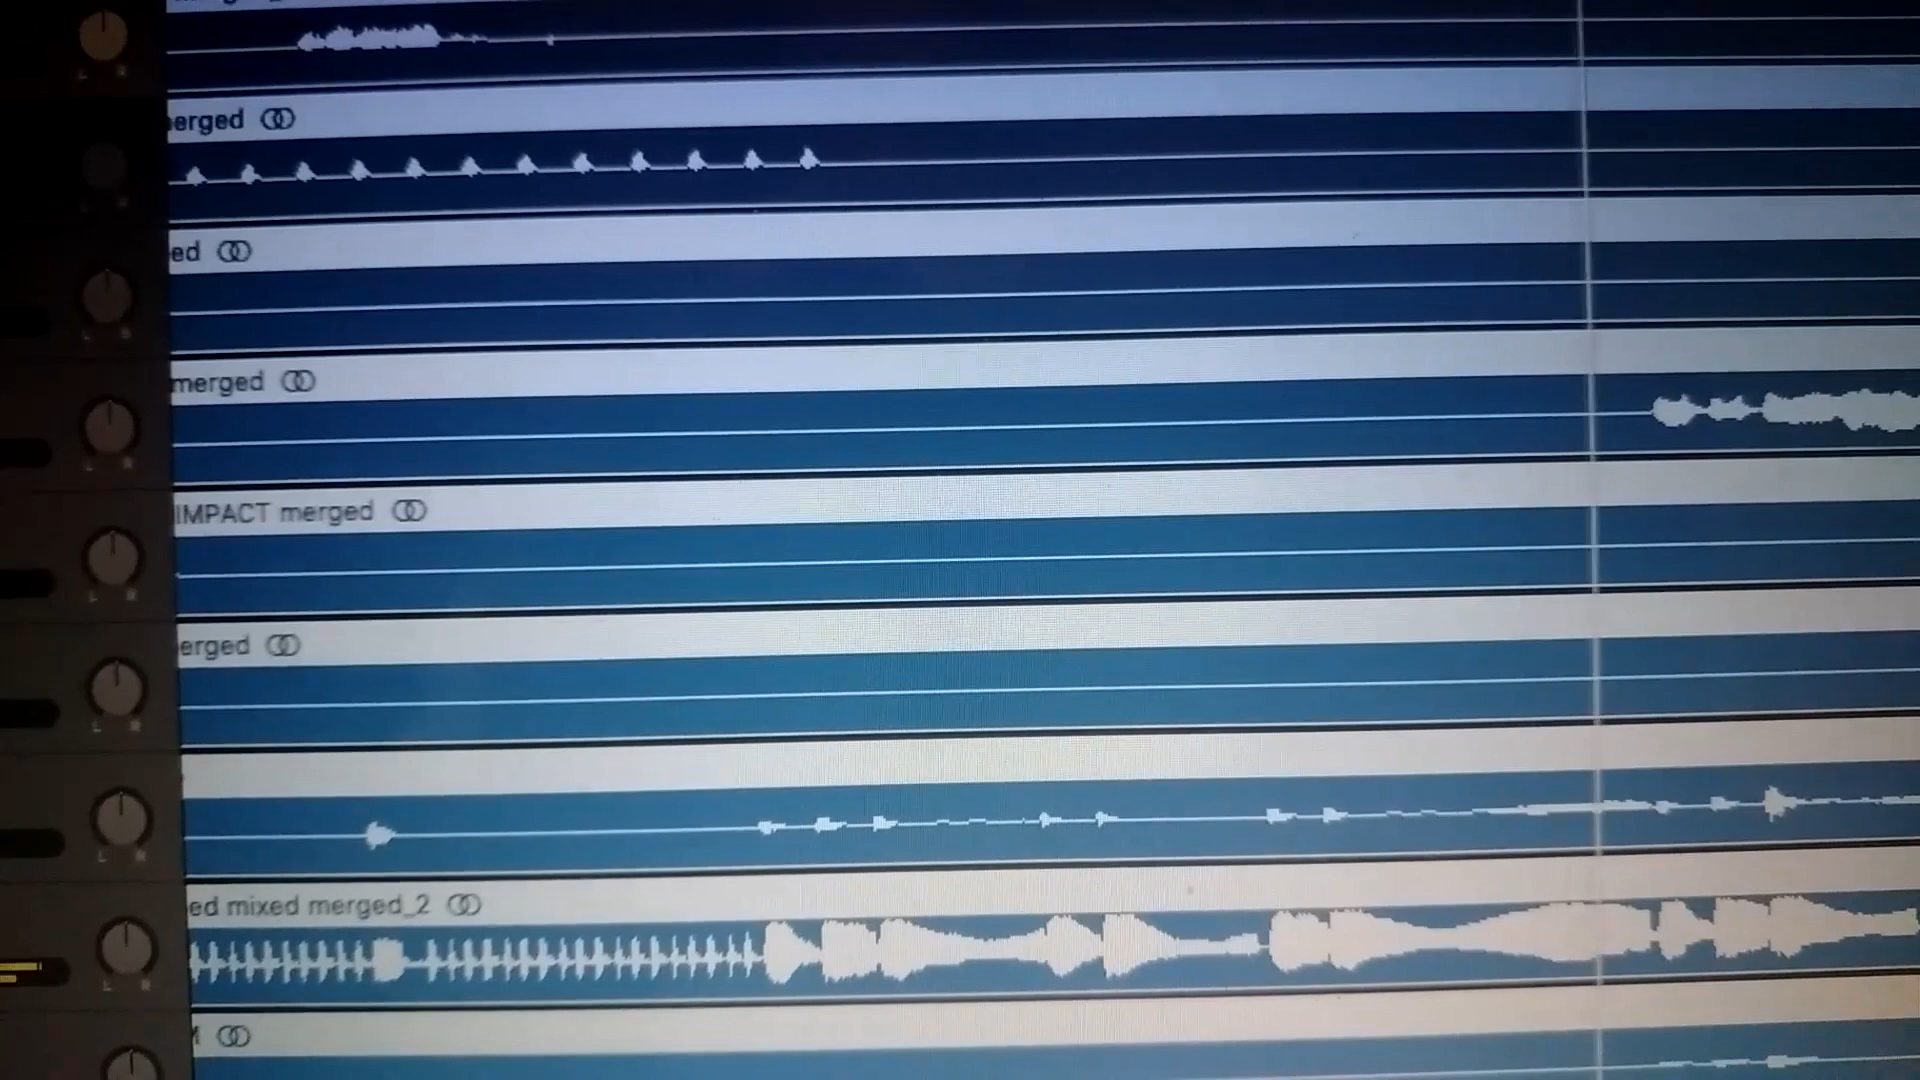 erged
ed
merged
IMPACT merged
erged
ed mixed merged_2
L R